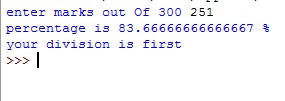 enter marks out Of 300 251
percentage is 83.66666666666667 %
your division is first
>>>